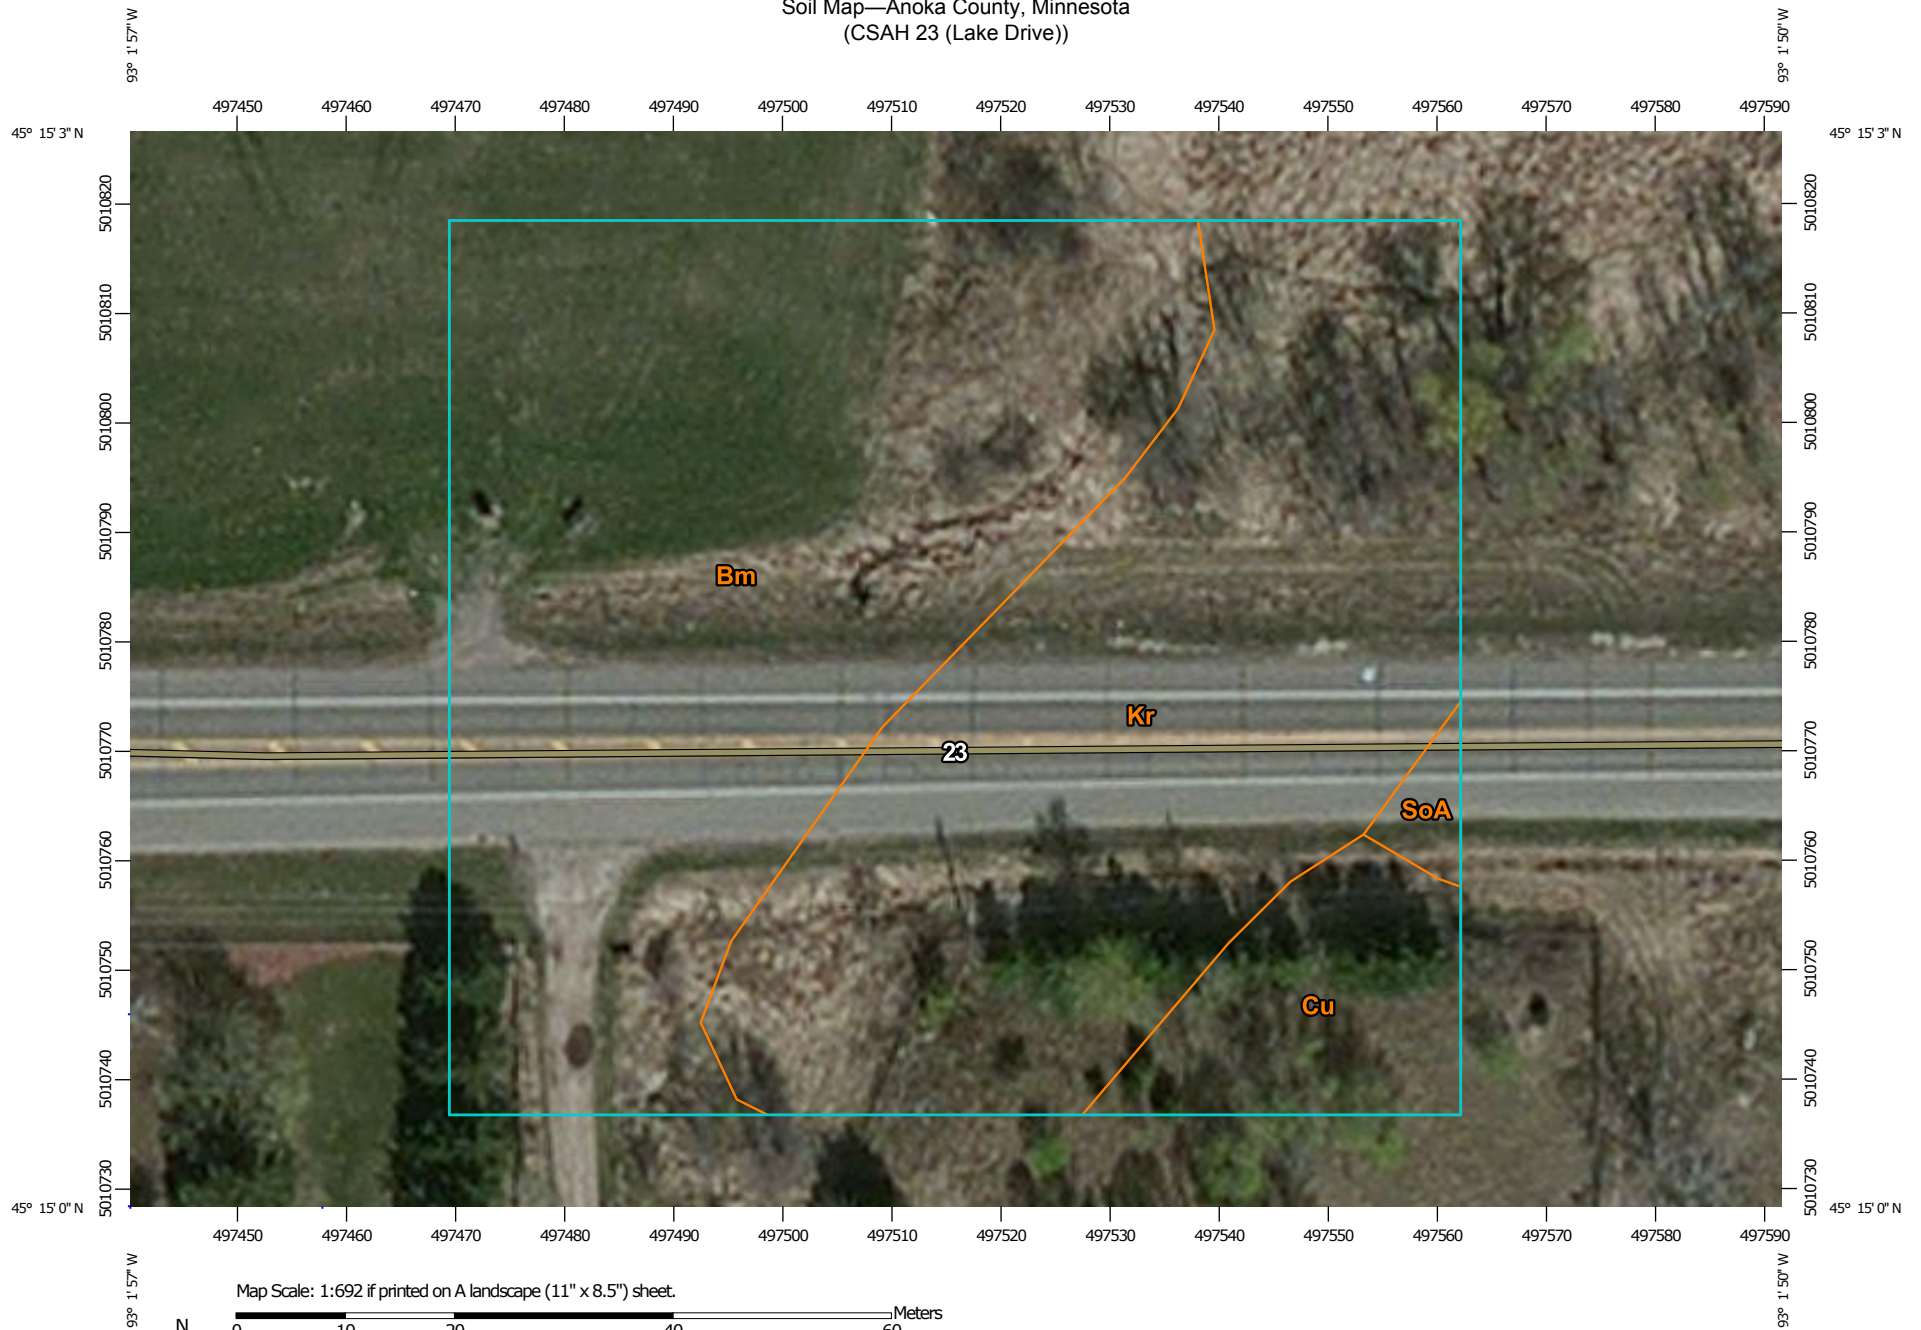 Soil Map—Anoka County, Minnesota
(CSAH 23 (Lake Drive))
93° 1' 57" W
93° 1' 50" W
497450 497460 497470 497480 497490 497500 497510 497520 497530 497540 497550 497560 497570 497580 497590
45° 15' 3" N
45° 15' 3" N
5010820
5010820
5010810
5010810
5010800
5010800
5010790
5010790
Bm
5010780
5010780
Kr
5010770
23
5010770
SoA
5010760
5010760
5010750
5010750
Cu
5010740
5010740
5010730
5010730
45° 15' 0" N
45° 15' 0" N
497450 497460 497470 497480 497490 497500 497510 497520 497530 497540 497550 497560 497570 497580 497590
93° 1' 57" W
93° 1' 50" W
Map Scale: 1:692 if printed on A landscape (11" x 8.5") sheet.
Meters
N 0 10 20 40 60